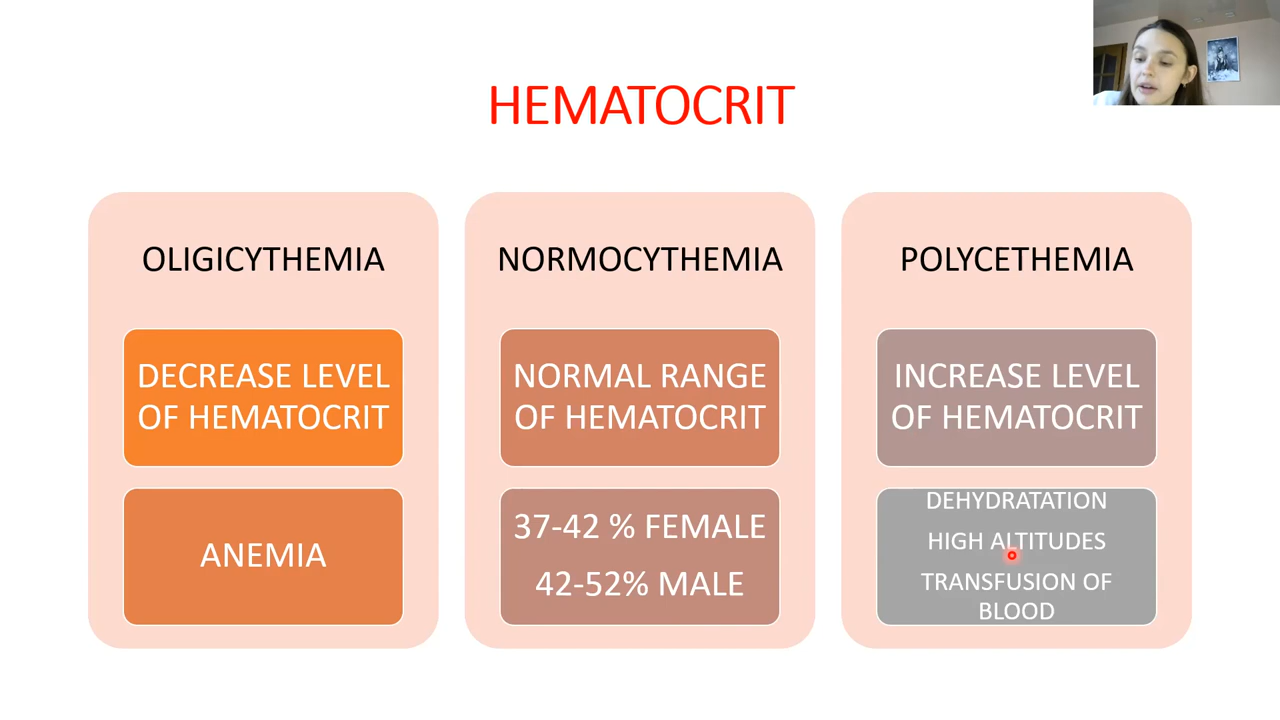 HEMATOCRIT
OLIGICYTHEMIA
DECREASE LEVEL
OF HEMATOCRIT
ANEMIA
NORMOCYTHEMIA
NORMAL RANGE
OF HEMATOCRIT
37-42 % FEMALE
42-52% MALE
POLYCETHEMIA
INCREASE LEVEL
OF HEMATOCRIT
DEHYDRATATION
HIGH ALTITUDES
TRANSFUSION OF
BLOOD